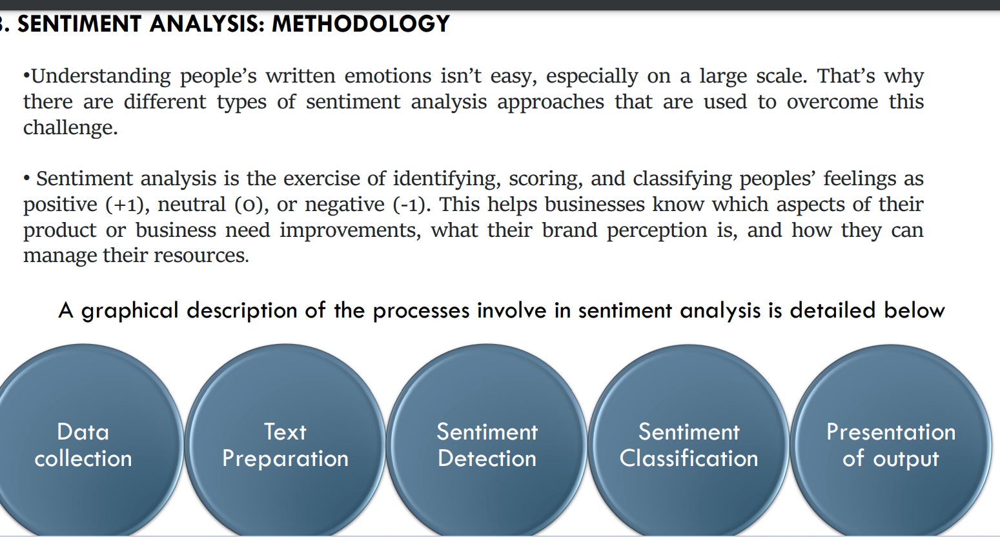 3. SENTIMENT ANALYSIS: METHODOLOGY
•Understanding people’s written emotions isn’t easy, especially on a large scale. That’s why
there are different types of sentiment analysis approaches that are used to overcome this
challenge.
• Sentiment analysis is the exercise of identifying, scoring, and classifying peoples’ feelings as
positive (+1), neutral (0), or negative (-1). This helps businesses know which aspects of their
product or business need improvements, what their brand perception is, and how they can
manage their resources.
A graphical description of the processes involve in sentiment analysis is detailed below
Data
collection
Text
Preparation
Sentiment
Detection
Sentiment
Classification
Presentation
of output